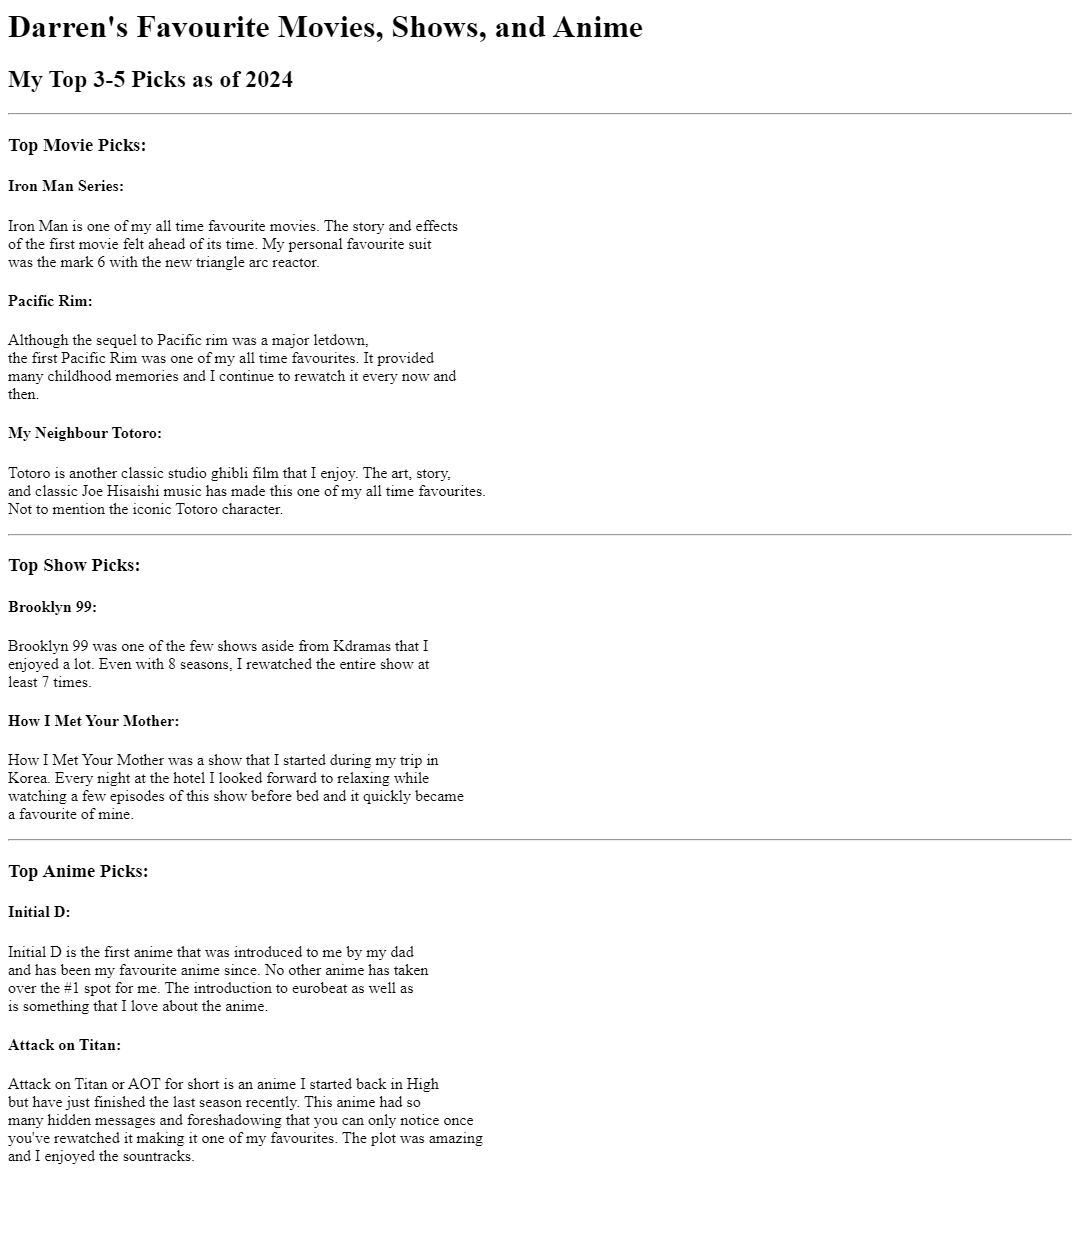 Darren's Favourite Movies, Shows, and Anime
My Top 3-5 Picks as of 2024
Top Movie Picks:
Iron Man Series:
Iron Man is one of my all time favourite movies. The story and effects
of the first movie felt ahead of its time. My personal favourite suit
was the mark 6 with the new triangle arc reactor.
Pacific Rim:
Although the sequel to Pacific rim was a major letdown,
the first Pacific Rim was one of my all time favourites. It provided
many childhood memories and I continue to rewatch it every now and
then.
My Neighbour Totoro:
Totoro is another classic studio ghibli film that I enjoy. The art, story,
and classic Joe Hisaishi music has made this one of my all time favourites.
Not to mention the iconic Totoro character.
Top Show Picks:
Brooklyn 99:
Brooklyn 99 was one of the few shows aside from Kdramas that I
enjoyed a lot. Even with 8 seasons, I rewatched the entire show at
least 7 times.
How I Met Your Mother:
How I Met Your Mother was a show that I started during my trip in
Korea. Every night at the hotel I looked forward to relaxing while
watching a few episodes of this show before bed and it quickly became
a favourite of mine.
Top Anime Picks:
Initial D:
Initial D is the first anime that was introduced to me by my dad
and has been my favourite anime since. No other anime has taken
over the #1 spot for me. The introduction to eurobeat as well as
is something that I love about the anime.
Attack on Titan:
Attack on Titan or AOT for short is an anime I started back in High
but have just finished the last season recently. This anime had so
many hidden messages and foreshadowing that you can only notice once
you've rewatched it making it one of my favourites. The plot was amazing
and I enjoyed the sountracks.